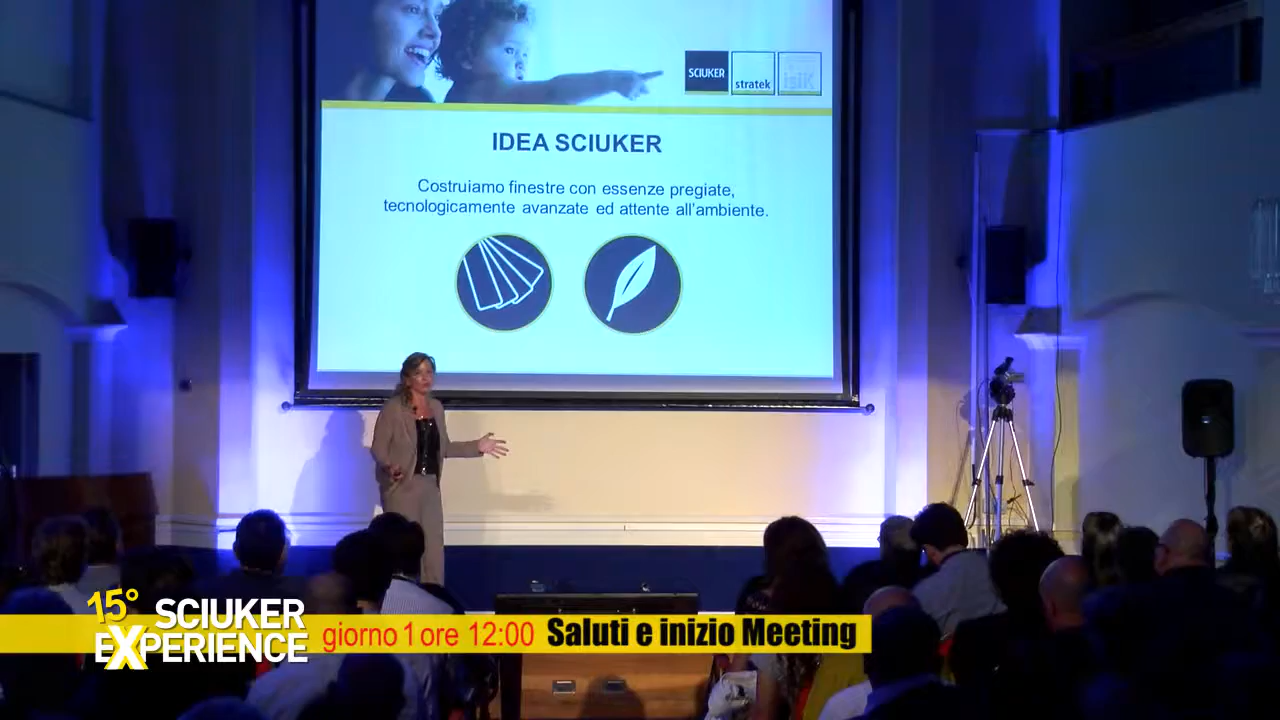 SCIUKER
stratek
IDEA SCIUKER
Costruiamo finestre con essenze pregiate,
tecnologicamente avanzate ed attente all'ambiente.
15° SCIUKER
EXPERIENCE
giorno 1 ore 12:00 Saluti e inizio Meeting